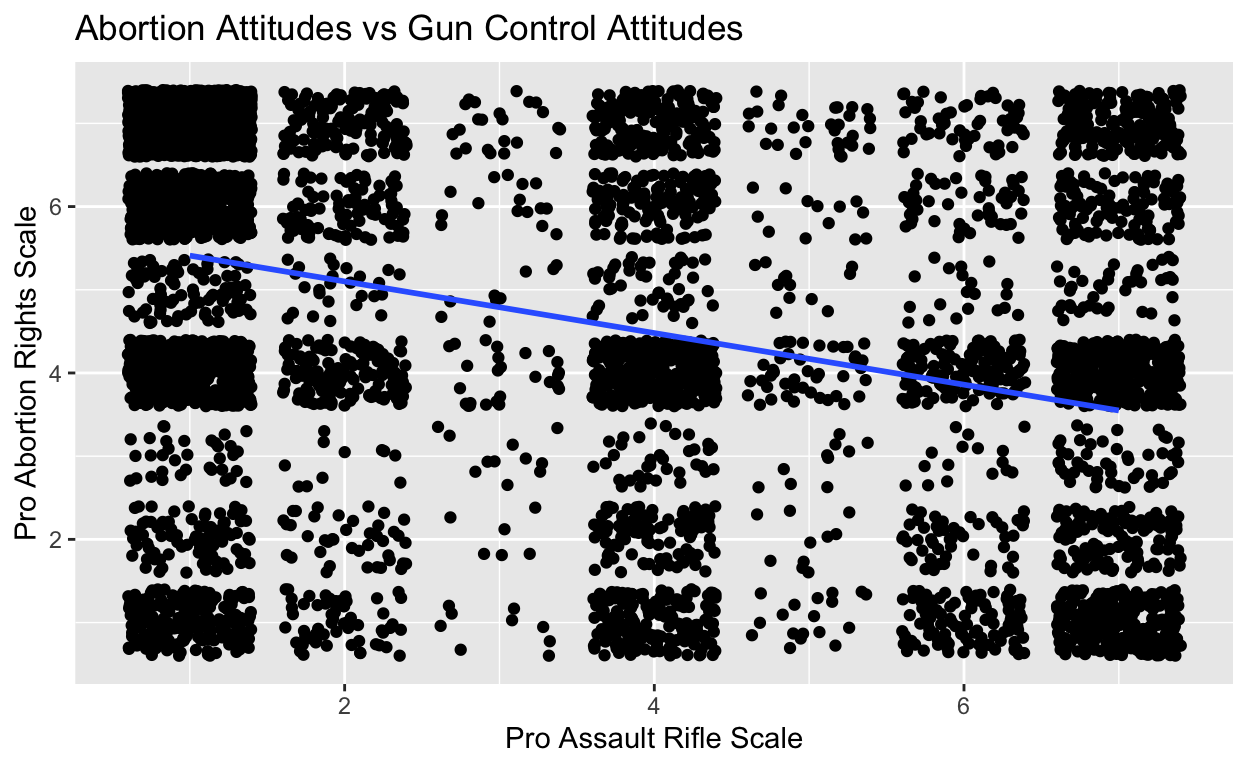 Abortion Attitudes vs Gun Control Attitudes
Pro Abortion Rights Scale
6
4
2
2 4 6
Pro Assault Rifle Scale